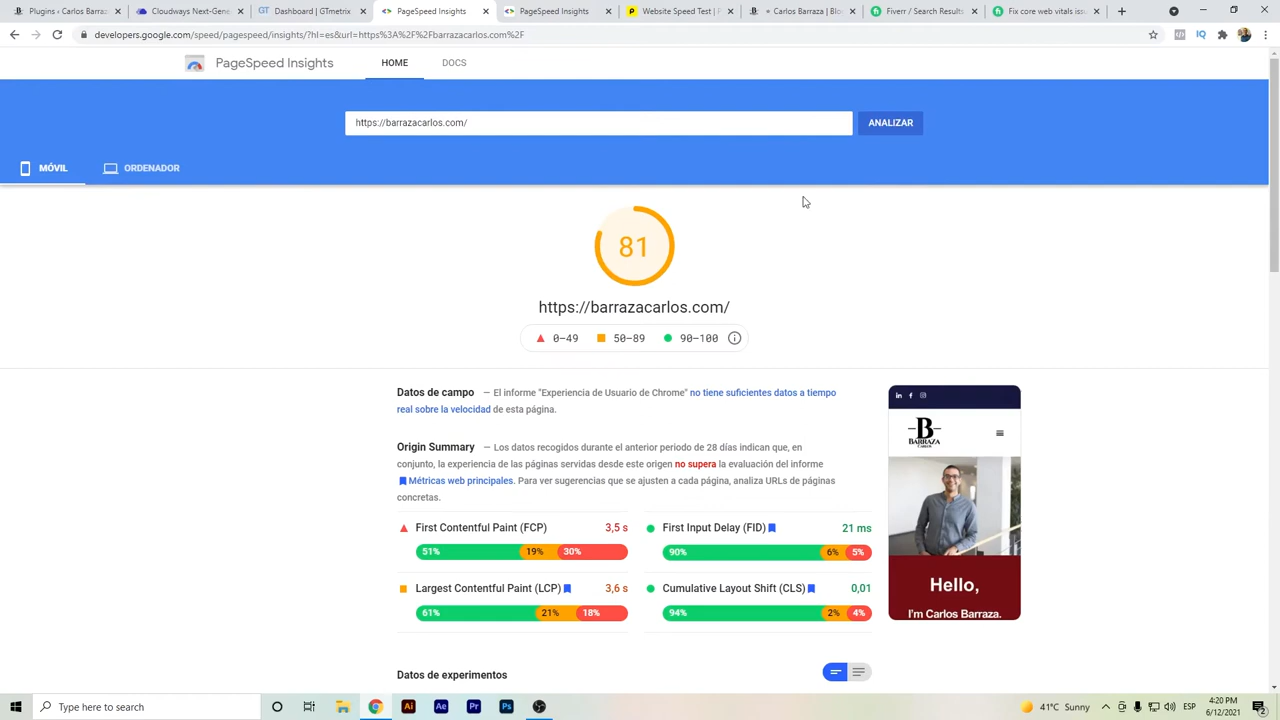 Plugins ‹ Carlos Barraz
Cloudways Next-Gene
Dashboard | GTmetrix
PageSpeed Insights
PageSpeed Insights
Website Speed Test | P
* Carlos Barraza | Blo
Fiverr / Search Results
Fix core web vitals issu
developers.google.com/speed/pagespeed/insights/?hl=es&url=https%3A%2F%2Fbarrazacarlos.com%2F
PageSpeed Insights
HOME
DOCS
https://barrazacarlos.com/
ANALIZAR
MÓVIL
ORDENADOR
81
https://barrazacarlos.com/
0–49
50–89
90–100
Datos de campo — El informe "Experiencia de Usuario de Chrome" no tiene suficientes datos a tiempo
real sobre la velocidad de esta página.
Origin Summary — Los datos recogidos durante el anterior periodo de 28 días indican que, en
conjunto, la experiencia de las páginas servidas desde este origen no supera la evaluación del informe
Métricas web principales. Para ver sugerencias que se ajusten a cada página, analiza URLs de páginas
concretas.
First Contentful Paint (FCP) 3,5 s
51% 19% 30%
First Input Delay (FID) 21 ms
90% 6% 5%
Largest Contentful Paint (LCP) 3,6 s
61% 21% 18%
Cumulative Layout Shift (CLS) 0,01
94% 2% 4%
B
BARRAZA
CARLOS
Hello,
I'm Carlos Barraza.
Datos de experimentos
Type here to search
Ai
Ae
Pr
Ps
41°C Sunny
ESP
4:20 PM
6/12/2021
2